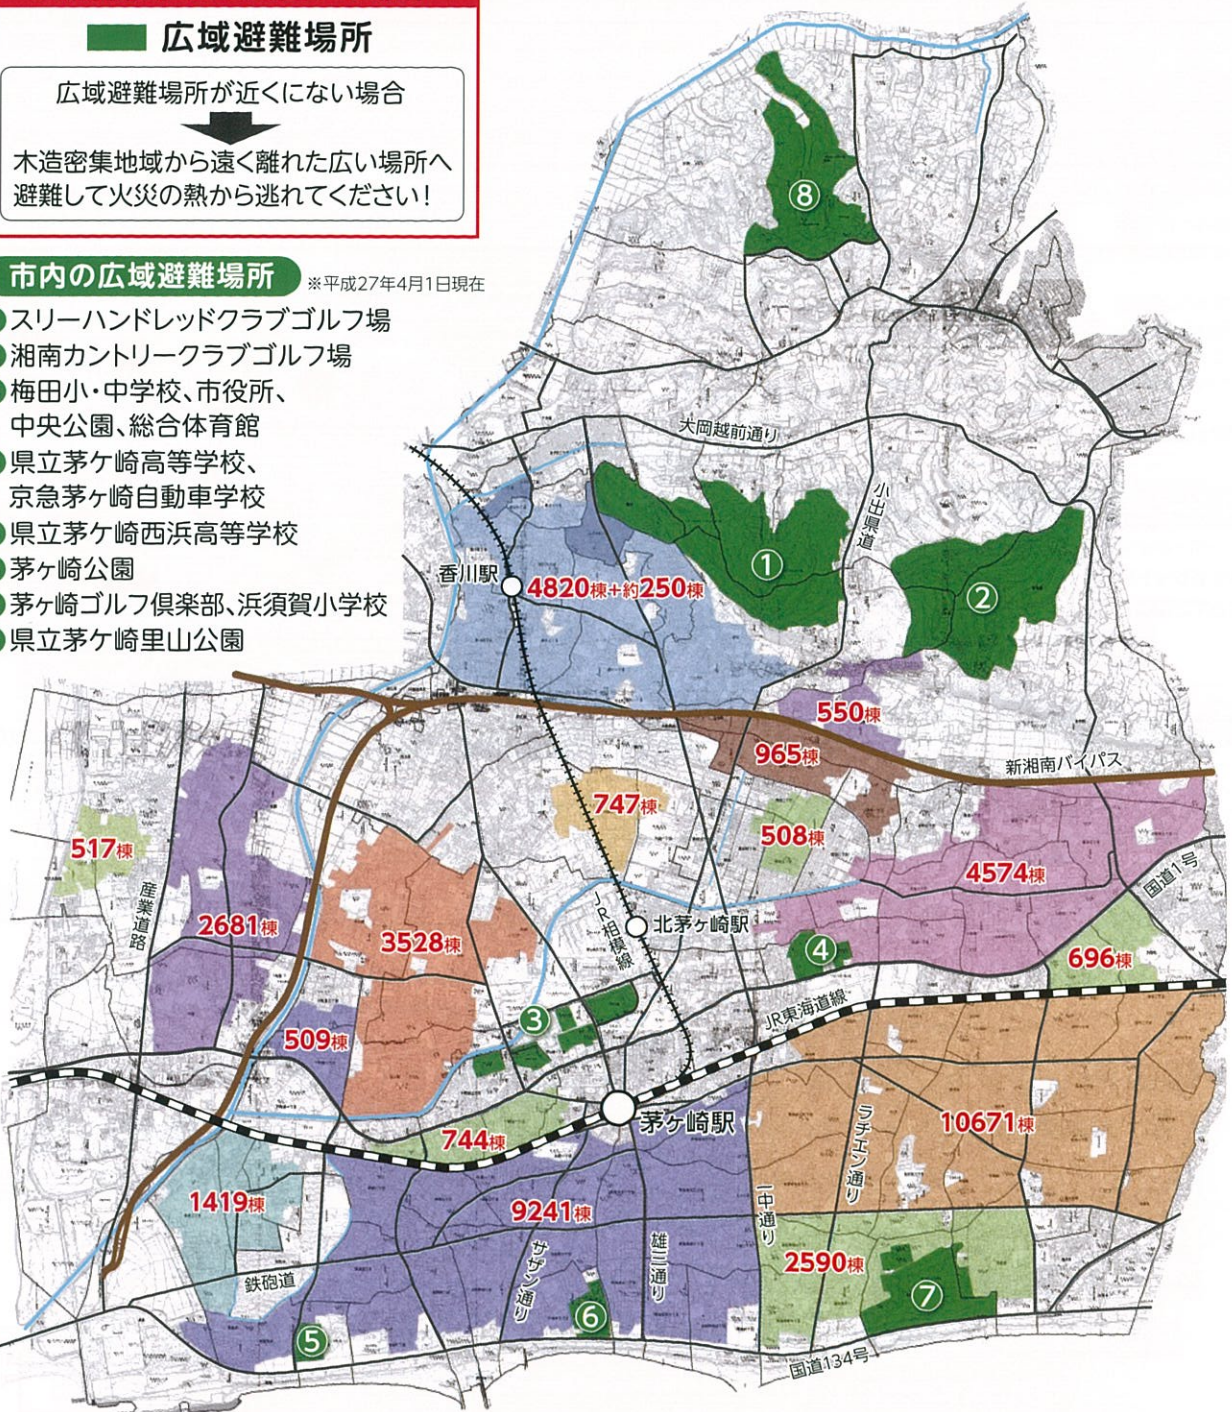 広域避難場所
広域避難場所が近くにない場合
木造密集地域から遠く離れた広い場所へ
避難して火災の熱から逃れてください!
市内の広域避難場所
※平成27年4月1日現在
スリーハンドレッドクラブゴルフ場
湘南カントリークラブゴルフ場
梅田小・中学校、市役所、
中央公園、総合体育館
県立茅ケ崎高等学校、
京急茅ヶ崎自動車学校
県立茅ケ崎西浜高等学校
茅ヶ崎公園
茅ヶ崎ゴルフ倶楽部、浜須賀小学校
県立茅ケ崎里山公園
⑧
大岡越前通り
小出県道
①
②
香川駅
4820棟+約250棟
550棟
965棟
新湘南バイパス
747棟
508棟
517棟
4574棟
国道1号
産業道路
2681棟
3528棟
JR相模線
北茅ヶ崎駅
④
696棟
③
JR東海道線
509棟
茅ヶ崎駅
744棟
ラチエン通り
10671棟
1419棟
9241棟
一中通り
サザン通り
雄三通り
2590棟
鉄砲道
⑤
⑥
⑦
国道134号